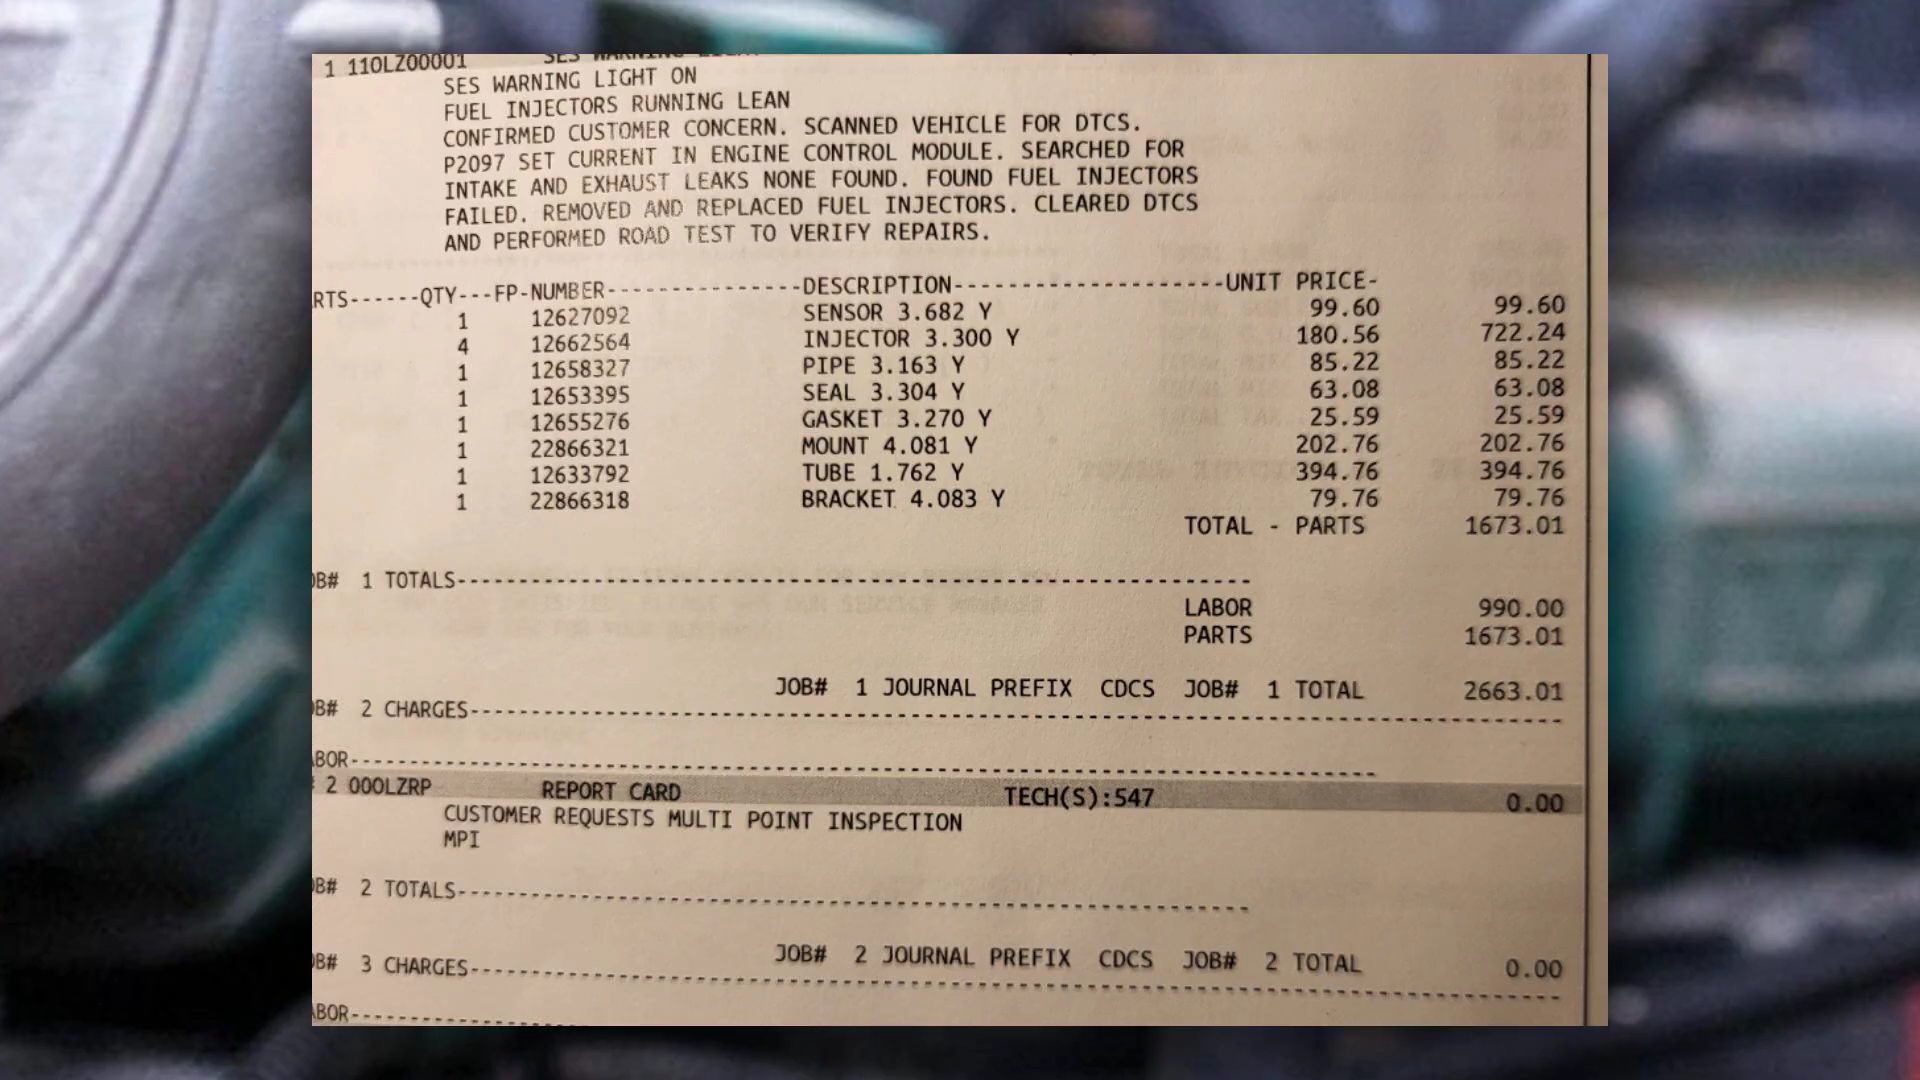 1 110LZ00001 SES WARNING LIGHT
SES WARNING LIGHT ON
FUEL INJECTORS RUNNING LEAN
CONFIRMED CUSTOMER CONCERN. SCANNED VEHICLE FOR DTCS.
P2097 SET CURRENT IN ENGINE CONTROL MODULE. SEARCHED FOR
INTAKE AND EXHAUST LEAKS NONE FOUND. FOUND FUEL INJECTORS
FAILED. REMOVED AND REPLACED FUEL INJECTORS. CLEARED DTCS
AND PERFORMED ROAD TEST TO VERIFY REPAIRS.
RTS------QTY---FP-NUMBER---------------DESCRIPTION---------------------UNIT PRICE-
1 12627092 SENSOR 3.682 Y 99.60 99.60
4 12662564 INJECTOR 3.300 Y 180.56 722.24
1 12658327 PIPE 3.163 Y 85.22 85.22
1 12653395 SEAL 3.304 Y 63.08 63.08
1 12655276 GASKET 3.270 Y 25.59 25.59
1 22866321 MOUNT 4.081 Y 202.76 202.76
1 12633792 TUBE 1.762 Y 394.76 394.76
1 22866318 BRACKET 4.083 Y 79.76 79.76
TOTAL - PARTS 1673.01
OB# 1 TOTALS-----------------------------------------------------------
LABOR 990.00
PARTS 1673.01
JOB# 1 JOURNAL PREFIX CDCS JOB# 1 TOTAL 2663.01
OB# 2 CHARGES---------------------------------------------------------------------------------
ABOR---------------------------------------------------------------------------------
# 2 000LZRP REPORT CARD TECH(S):547 0.00
CUSTOMER REQUESTS MULTI POINT INSPECTION
MPI
OB# 2 TOTALS-----------------------------------------------------------
JOB# 2 JOURNAL PREFIX CDCS JOB# 2 TOTAL 0.00
OB# 3 CHARGES---------------------------------------------------------------------------------
ABOR------------------